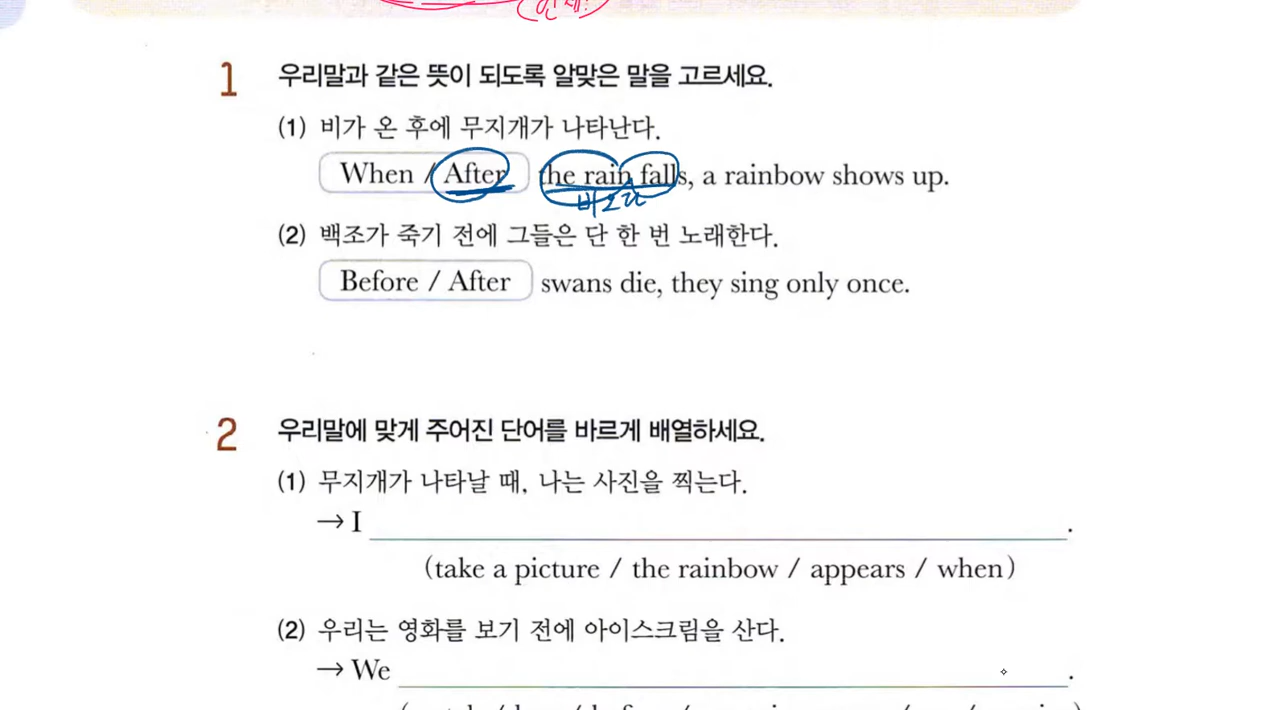 (언제?)
1 우리말과 같은 뜻이 되도록 알맞은 말을 고르세요.
(1) 비가 온 후에 무지개가 나타난다.
When / After the rain falls, a rainbow shows up.
비오다
(2) 백조가 죽기 전에 그들은 단 한 번 노래한다.
Before / After swans die, they sing only once.
2 우리말에 맞게 주어진 단어를 바르게 배열하세요.
(1) 무지개가 나타날 때, 나는 사진을 찍는다.
→ I .
(take a picture / the rainbow / appears / when)
(2) 우리는 영화를 보기 전에 아이스크림을 산다.
→ We .